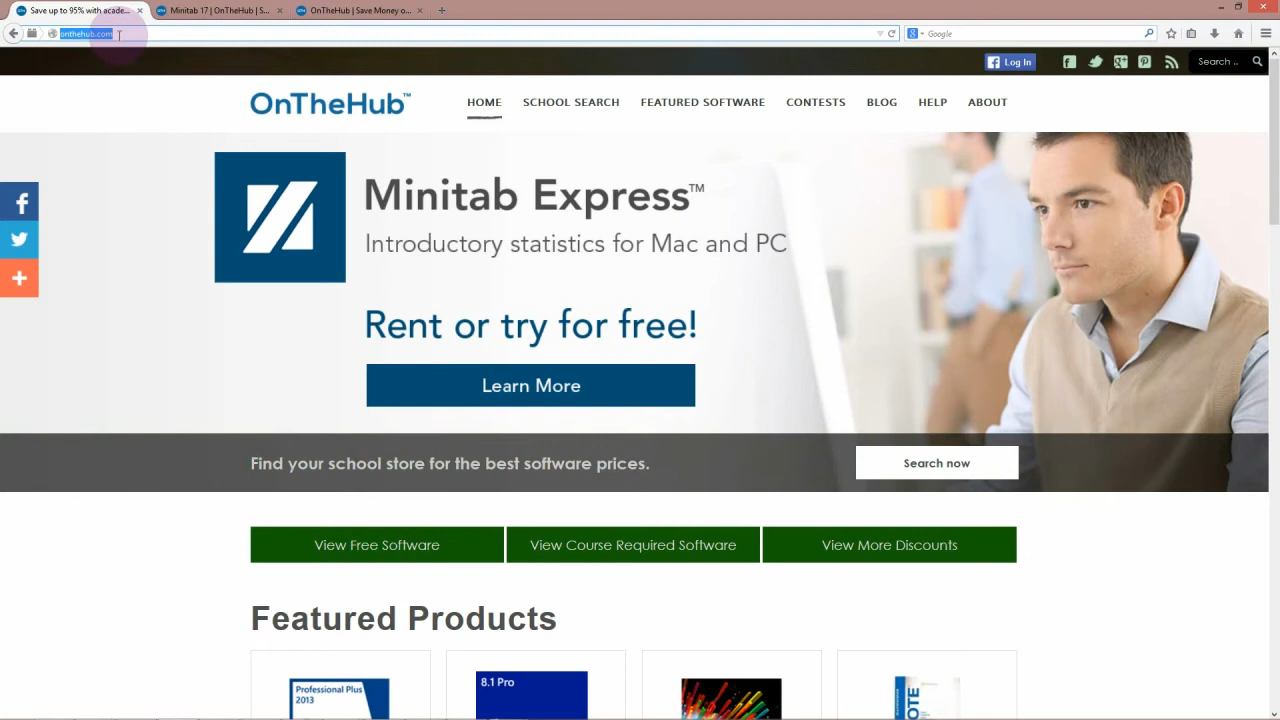 Save up to 95% with acade...
Minitab 17 | OnTheHub | S...
OnTheHub | Save Money o...
onthehub.com
Google
Log In
Search ..
OnTheHub™
HOME
SCHOOL SEARCH
FEATURED SOFTWARE
CONTESTS
BLOG
HELP
ABOUT
Minitab Express™
Introductory statistics for Mac and PC
Rent or try for free!
Learn More
Find your school store for the best software prices.
Search now
View Free Software
View Course Required Software
View More Discounts
Featured Products
Professional Plus
2013
8.1 Pro